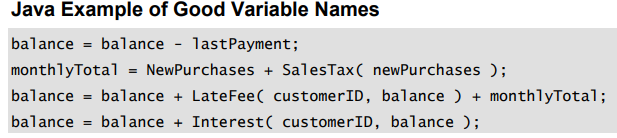 Java Example of Good Variable Names
balance = balance - lastPayment;
monthlyTotal = NewPurchases + SalesTax( newPurchases );
balance = balance + LateFee( customerID, balance ) + monthlyTotal;
balance = balance + Interest( customerID, balance );